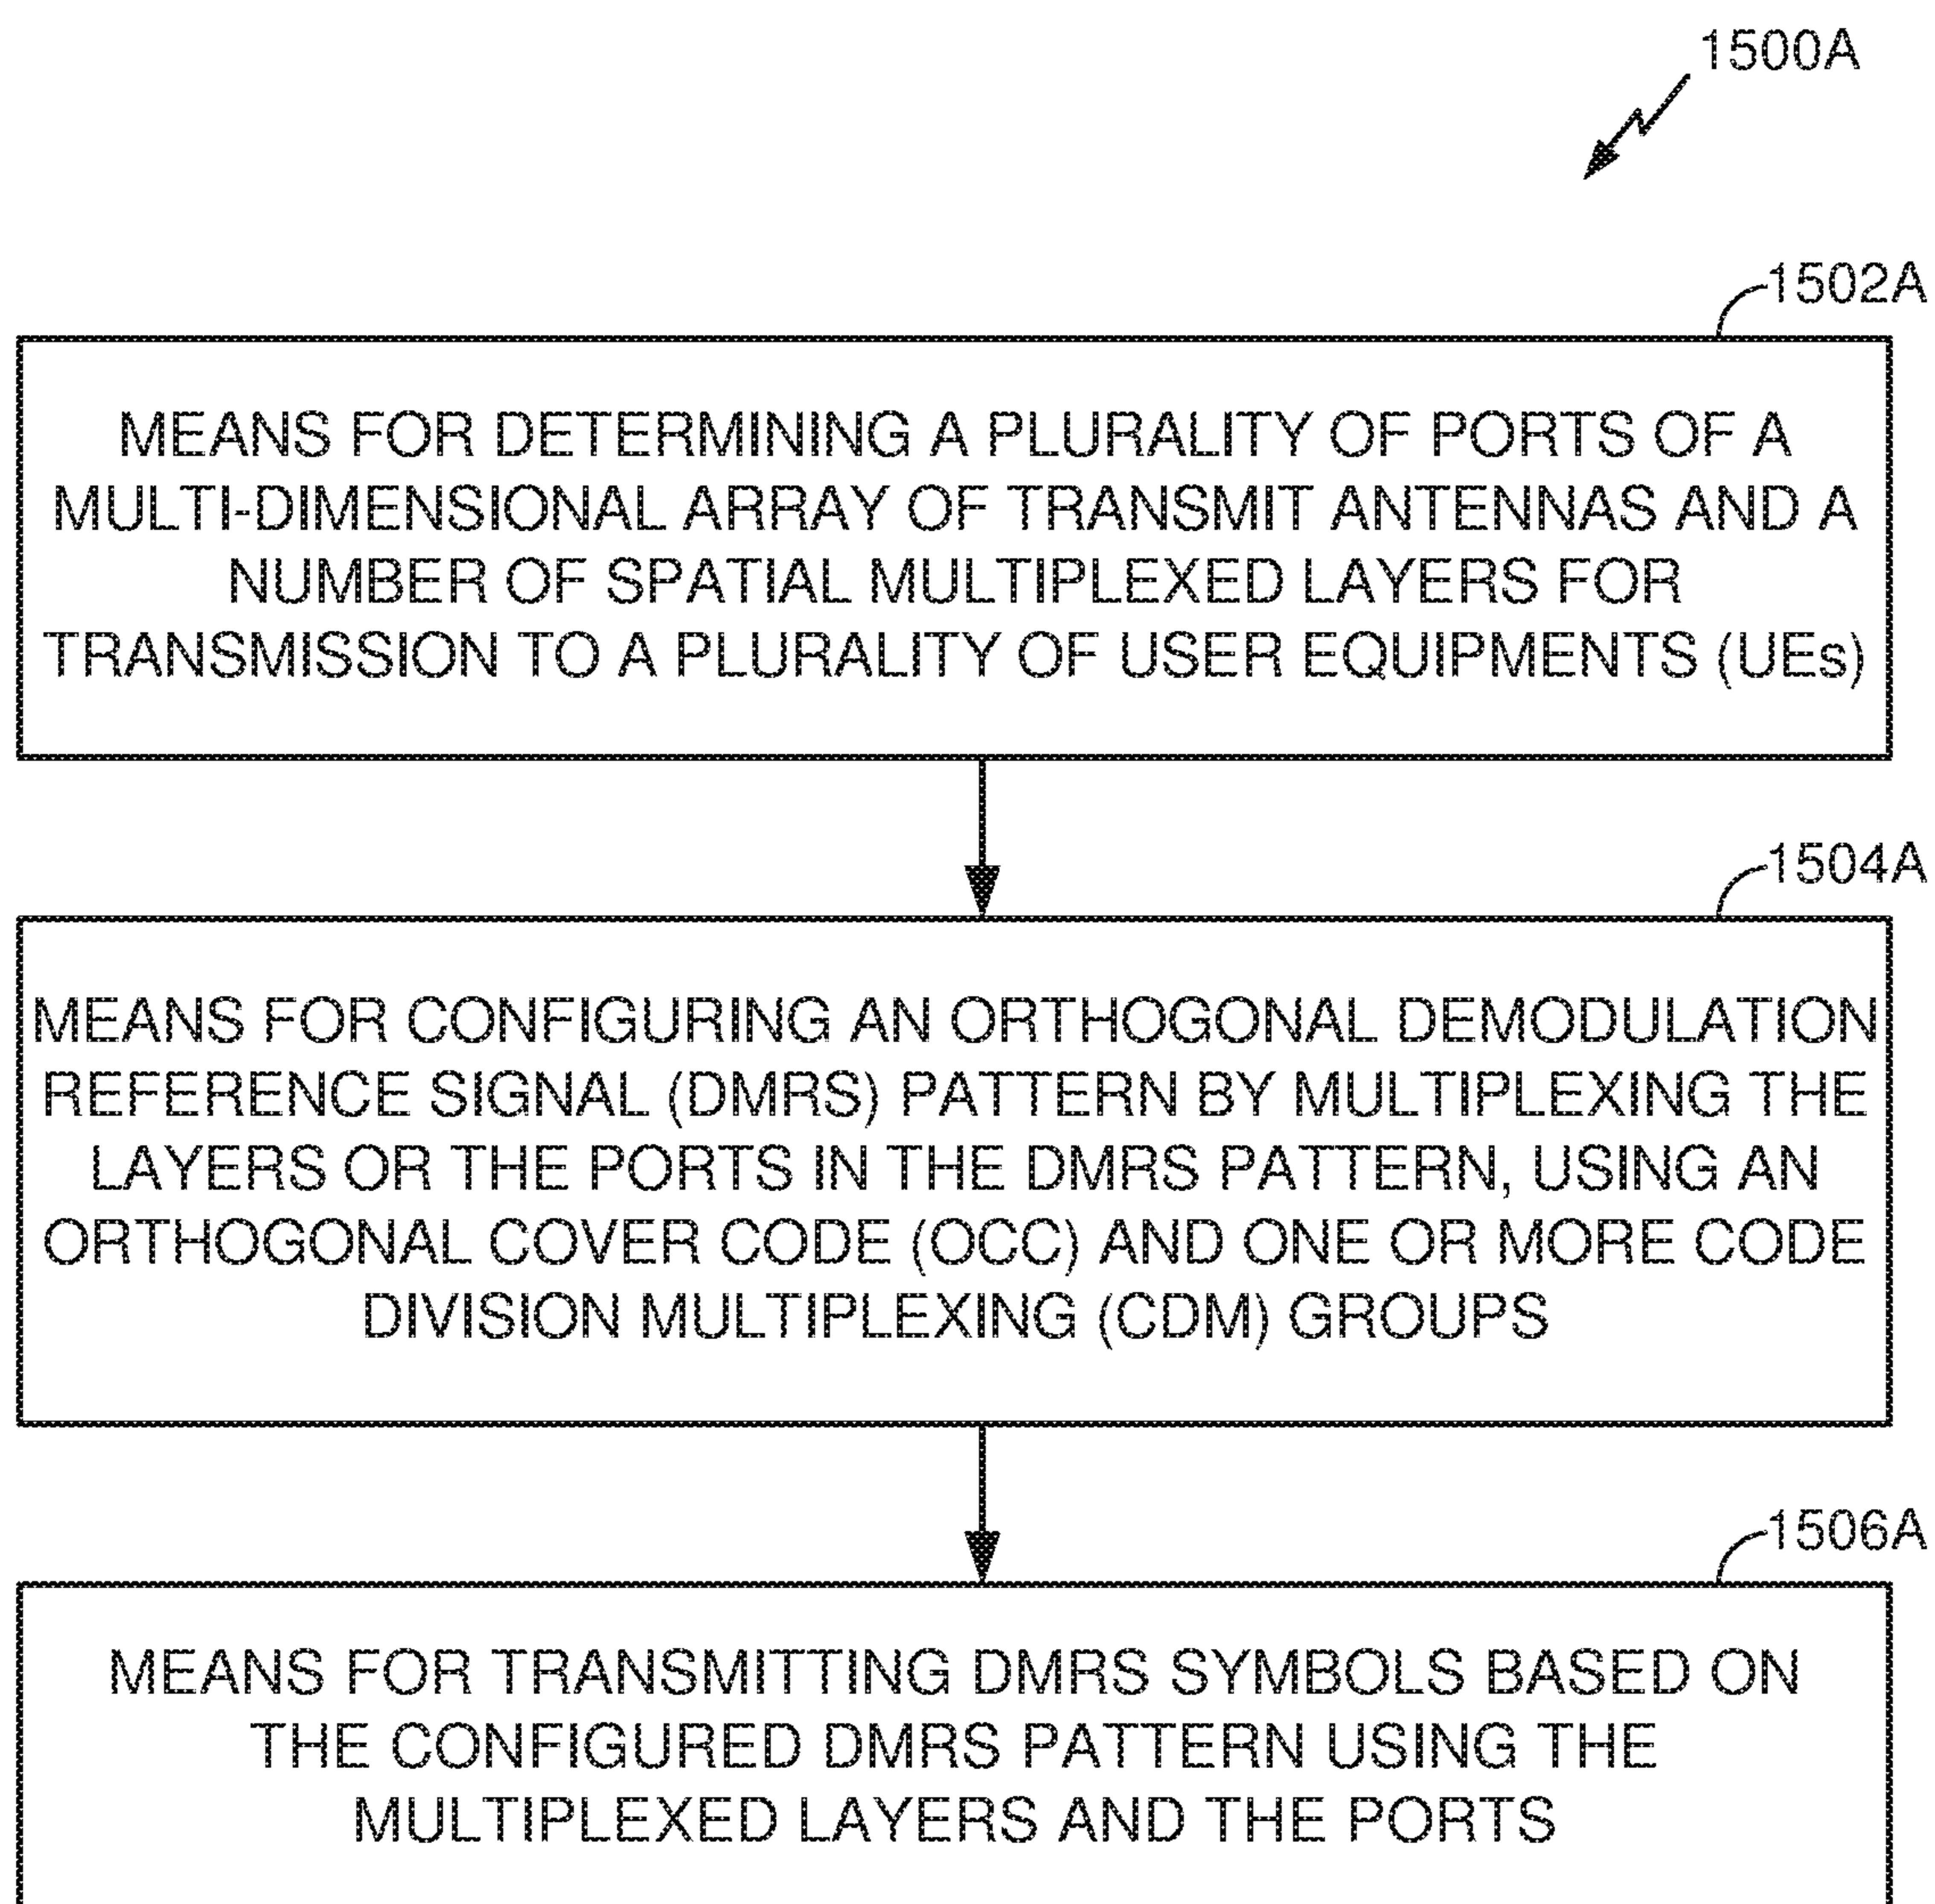 1500A
1502A
MEANS FOR DETERMINING A PLURALITY OF PORTS OF A
MULTI-DIMENSIONAL ARRAY OF TRANSMIT ANTENNAS AND A
NUMBER OF SPATIAL MULTIPLEXED LAYERS FOR
TRANSMISSION TO A PLURALITY OF USER EQUIPMENTS (UEs)
1504A
MEANS FOR CONFIGURING AN ORTHOGONAL DEMODULATION
REFERENCE SIGNAL (DMRS) PATTERN BY MULTIPLEXING THE
LAYERS OR THE PORTS IN THE DMRS PATTERN, USING AN
ORTHOGONAL COVER CODE (OCC) AND ONE OR MORE CODE
DIVISION MULTIPLEXING (CDM) GROUPS
1506A
MEANS FOR TRANSMITTING DMRS SYMBOLS BASED ON
THE CONFIGURED DMRS PATTERN USING THE
MULTIPLEXED LAYERS AND THE PORTS